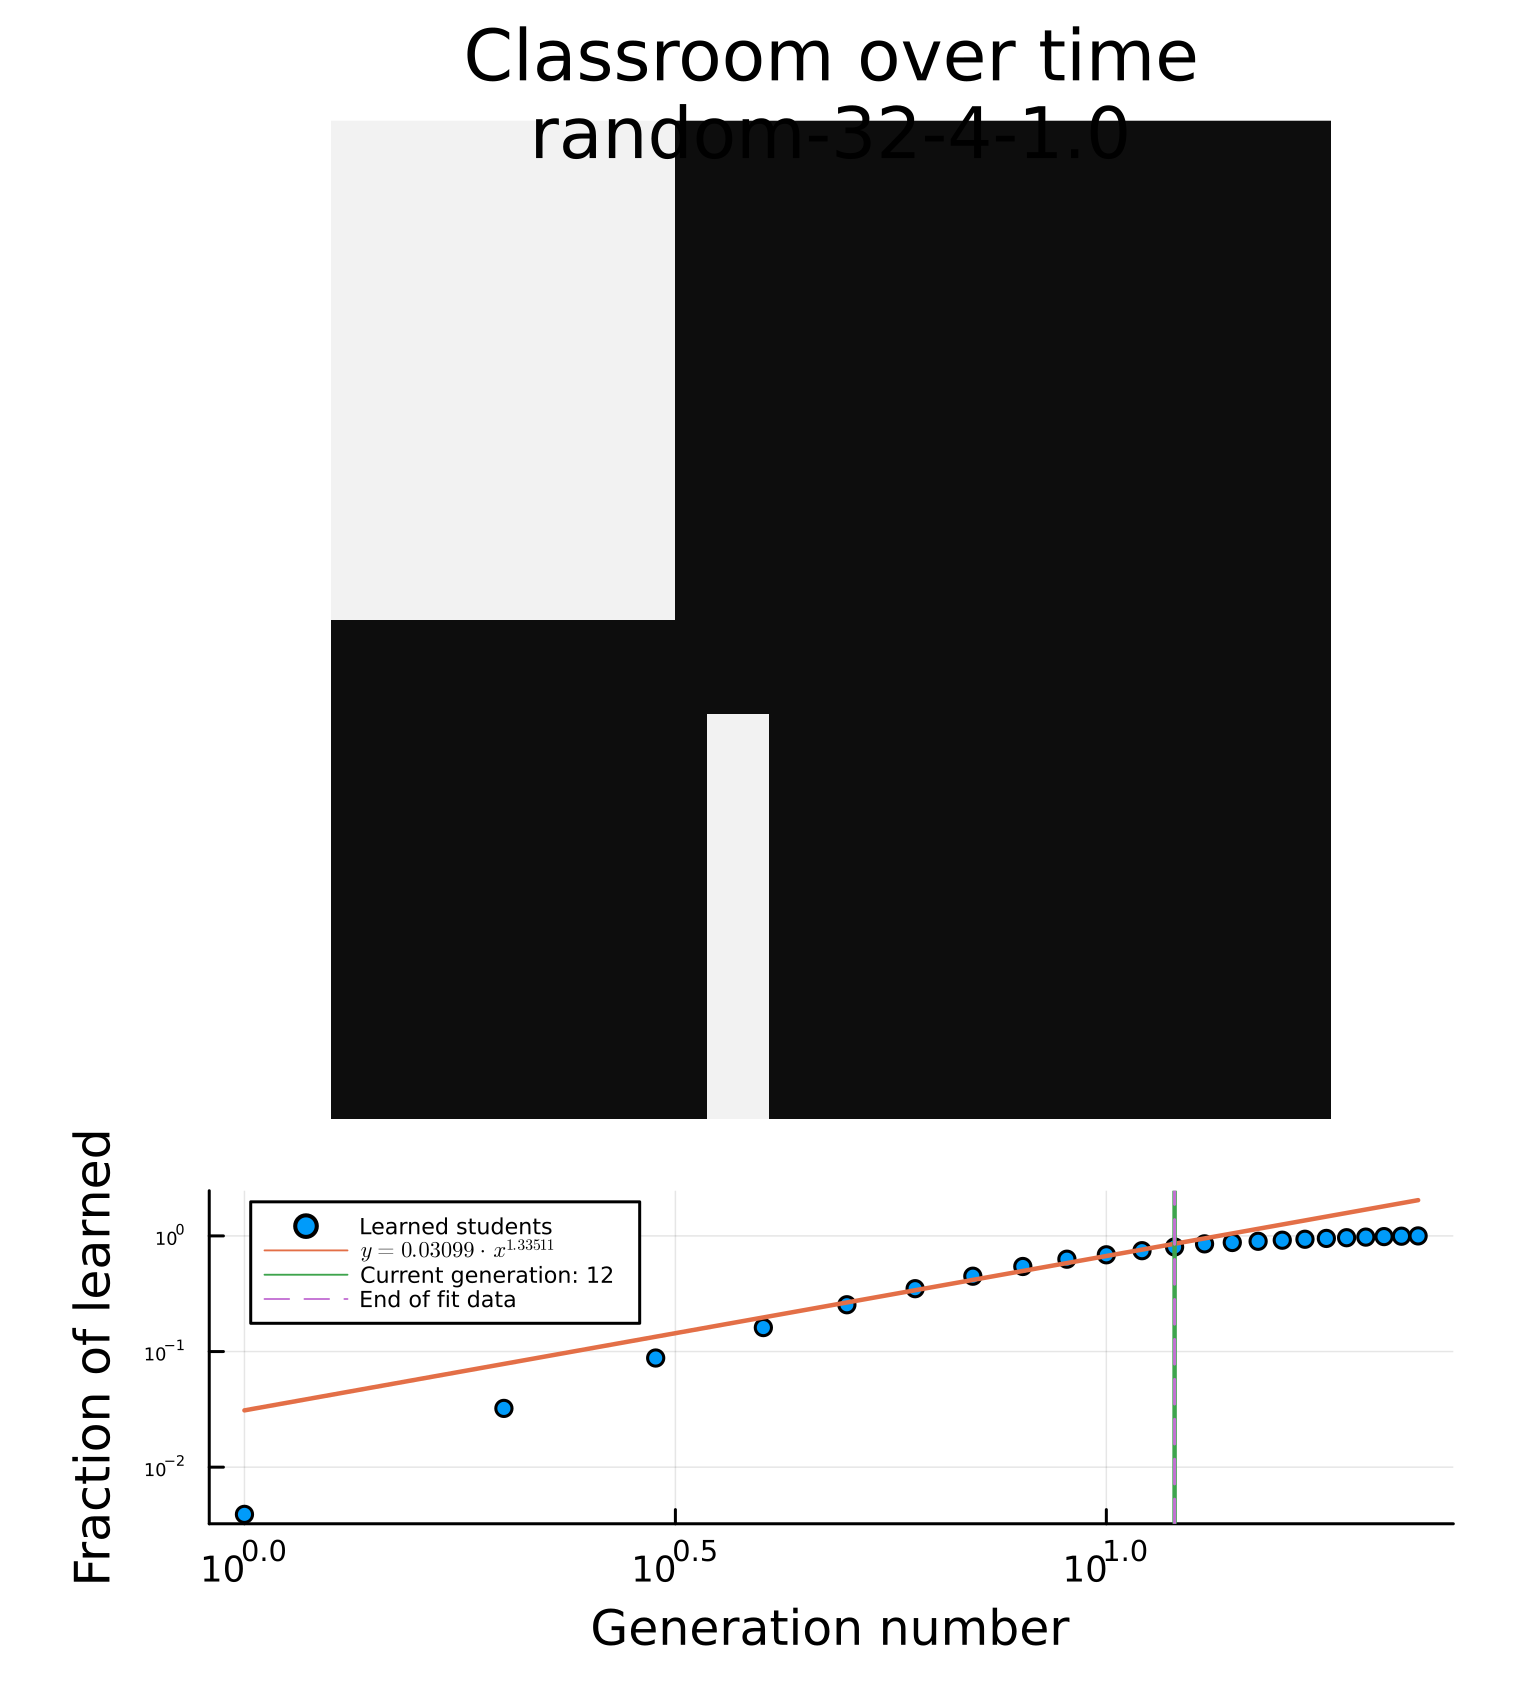 Classroom over time
random-32-4-1.0
Fraction of learned
10⁰
10⁻¹
10⁻²
Learned students
y = 0.03099 · x^1.33511
Current generation: 12
End of fit data
10^0.0
10^0.5
10^1.0
Generation number